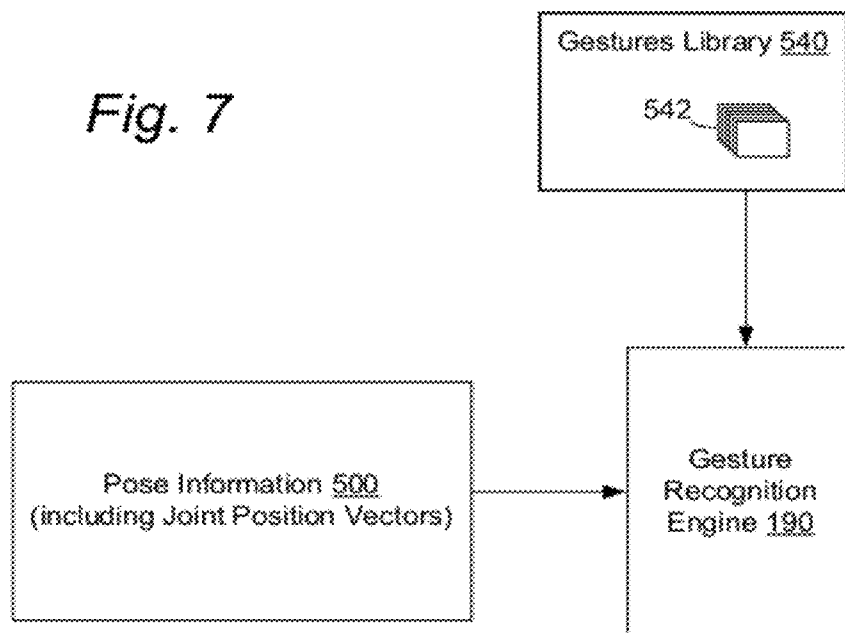 Gestures Library 540
Fig. 7
542
Pose Information 500
(including Joint Position Vectors)
Gesture
Recognition
Engine 190